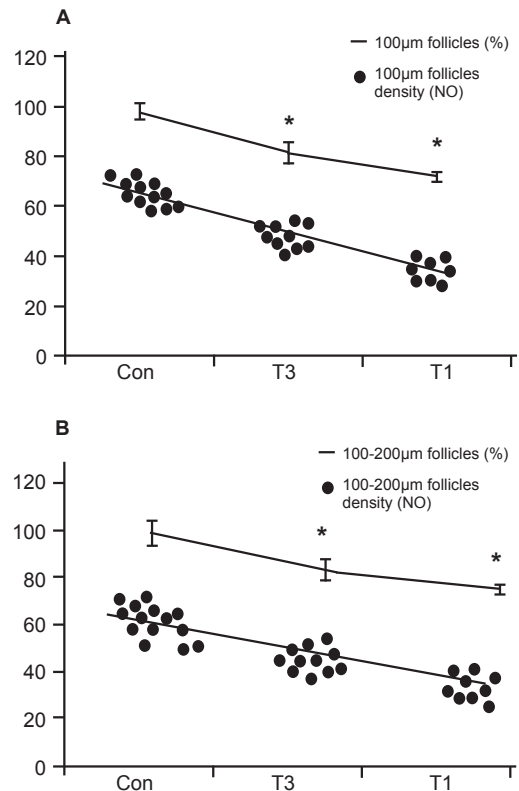 A
100µm follicles (%)
100µm follicles
density (NO)
120
100
80
60
40
20
0
*
*
Con T3 T1
B
100-200µm follicles (%)
100-200µm follicles
density (NO)
120
100
80
60
40
20
0
*
*
Con T3 T1